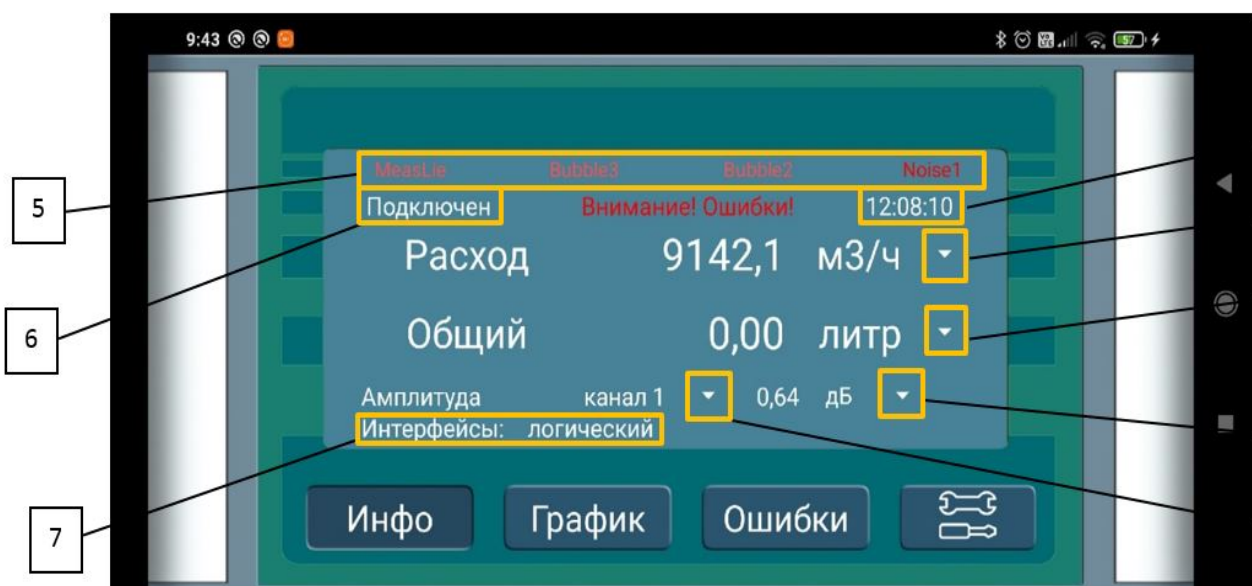 9:43 57
MeasLie Bubble3 Bubble2 Noise1
5
Подключен Внимание! Ошибки! 12:08:10
Расход 9142,1 м3/ч
6
Общий 0,00 литр
Амплитуда канал 1 0,64 дБ
Интерфейсы: логический
7
Инфо График Ошибки